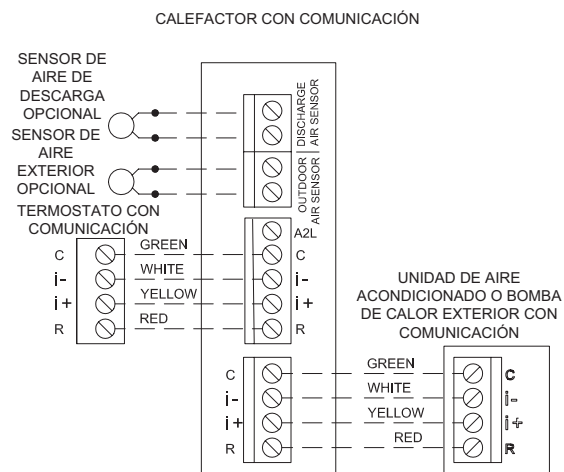 CALEFACTOR CON COMUNICACIÓN
SENSOR DE
AIRE DE
DESCARGA
OPCIONAL
SENSOR DE
AIRE
EXTERIOR
OPCIONAL
DISCHARGE
AIR SENSOR
OUTDOOR
AIR SENSOR
TERMOSTATO CON
COMUNICACIÓN
A2L
C GREEN C
i- WHITE i-
i+ YELLOW i+
R RED R
UNIDAD DE AIRE
ACONDICIONADO O BOMBA
DE CALOR EXTERIOR CON
COMUNICACIÓN
C GREEN C
i- WHITE i-
i+ YELLOW i+
R RED R